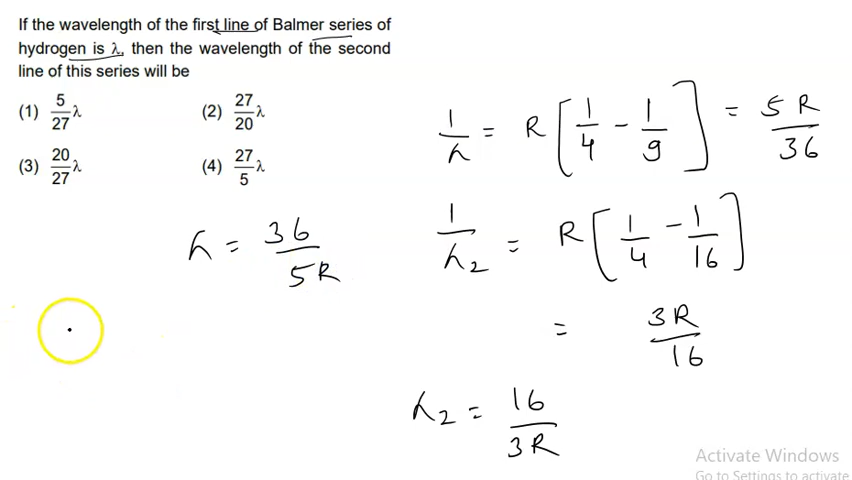 If the wavelength of the first line of Balmer series of
hydrogen is λ, then the wavelength of the second
line of this series will be
(1) 5/27 λ (2) 27/20 λ
(3) 20/27 λ (4) 27/5 λ
1/λ = R [1/4 - 1/9] = 5R/36
1/λ2 = R [1/4 - 1/16]
= 3R/16
λ2 = 16/3R
λ = 36/5R
Activate Windows
Go to Settings to activate